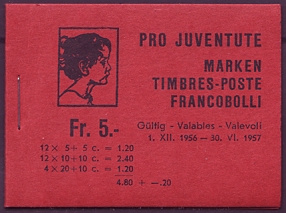 PRO JUVENTUTE
MARKEN
TIMBRES-POSTE
FRANCOBOLLI
Fr. 5.-
Gültig - Valables - Valevoli
1. XII. 1956 — 30. VI. 1957
12 × 5 + 5 c. = 1.20
12 × 10 + 10 c. = 2.40
4 × 20 + 10 c. = 1.20
4.80 + —.20